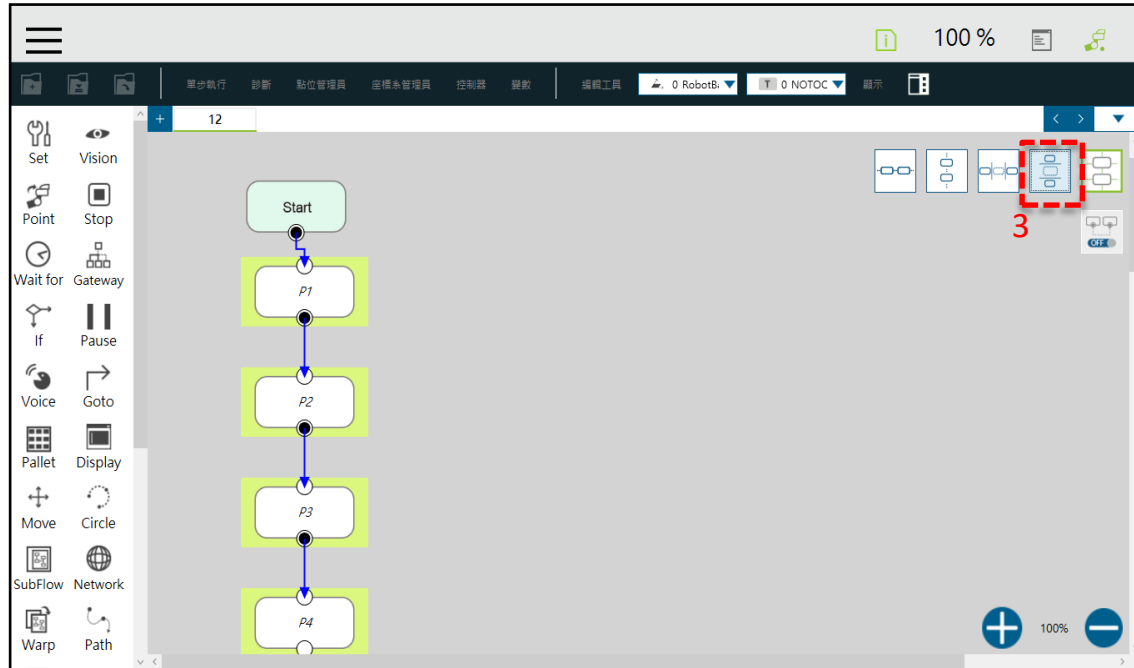 100 %
單步執行 診斷 點位管理員 座標系管理員 控制器 變數 編輯工具 0 RobotB 0 NOTOC 顯示
+ 12
Set Vision
Point Stop
Wait for Gateway
If Pause
Voice Goto
Pallet Display
Move Circle
SubFlow Network
Warp Path
Start
P1
P2
P3
P4
3
OFF
100%